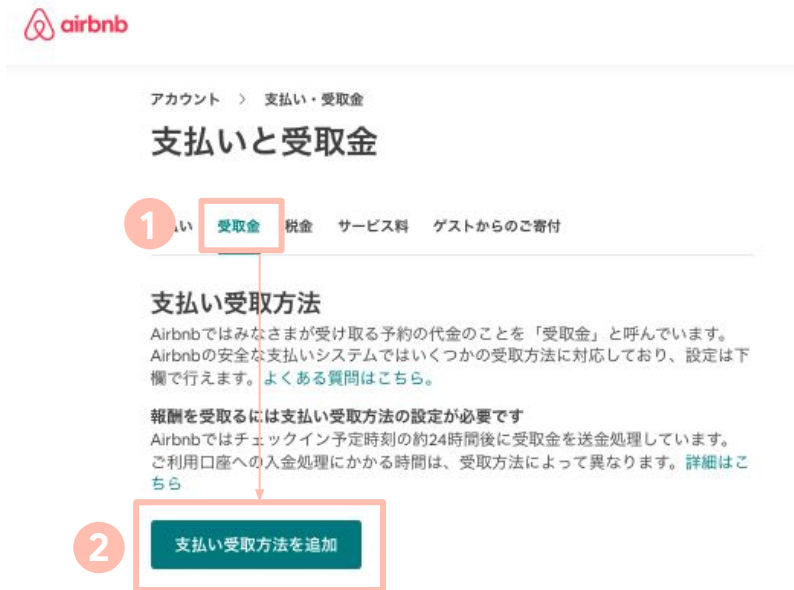 airbnb
アカウント > 支払い・受取金
支払いと受取金
1 い 受取金 税金 サービス料 ゲストからのご寄付
支払い受取方法
Airbnbではみなさまが受け取る予約の代金のことを「受取金」と呼んでいます。
Airbnbの安全な支払いシステムではいくつかの受取方法に対応しており、設定は下
欄で行えます。よくある質問はこちら。
報酬を受取るには支払い受取方法の設定が必要です
Airbnbではチェックイン予定時刻の約24時間後に受取金を送金処理しています。
ご利用口座への入金処理にかかる時間は、受取方法によって異なります。詳細はこ
ちら
2 支払い受取方法を追加